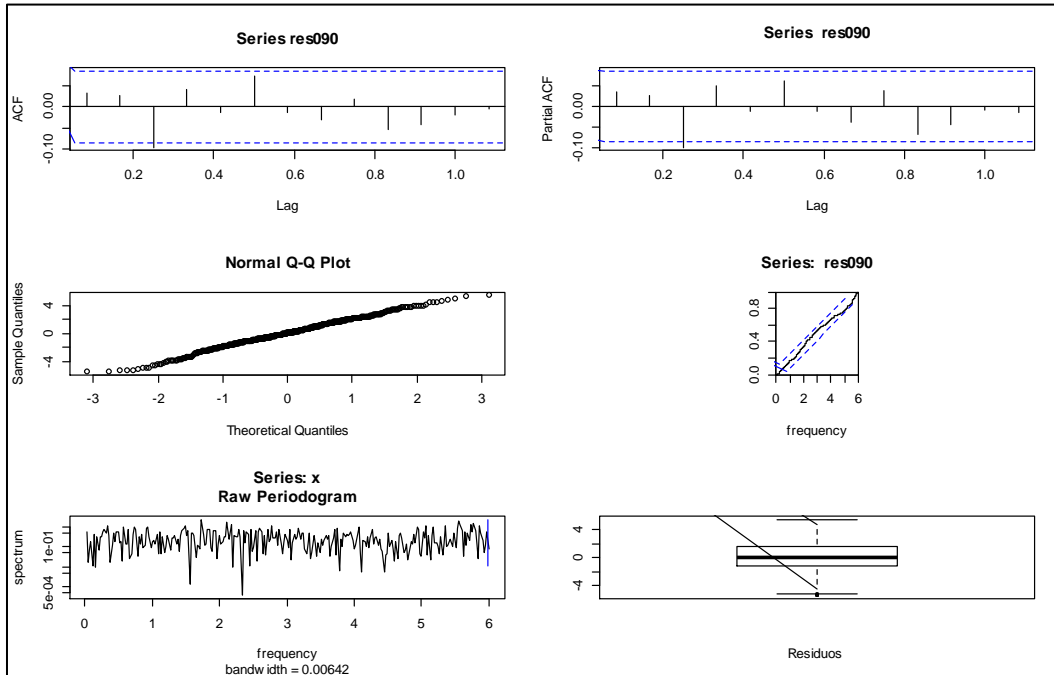 Series res090
ACF
0.00
-0.10
0.2 0.4 0.6 0.8 1.0
Lag
Series res090
Partial ACF
0.00
-0.10
0.2 0.4 0.6 0.8 1.0
Lag
Normal Q-Q Plot
Sample Quantiles
4
0
-4
-3 -2 -1 0 1 2 3
Theoretical Quantiles
Series: res090
0.8
0.4
0.0
0 2 4 6
frequency
Series: x
Raw Periodogram
spectrum
1e-01
5e-04
0 1 2 3 4 5 6
frequency
bandwidth = 0.00642
4
0
-4
Residuos